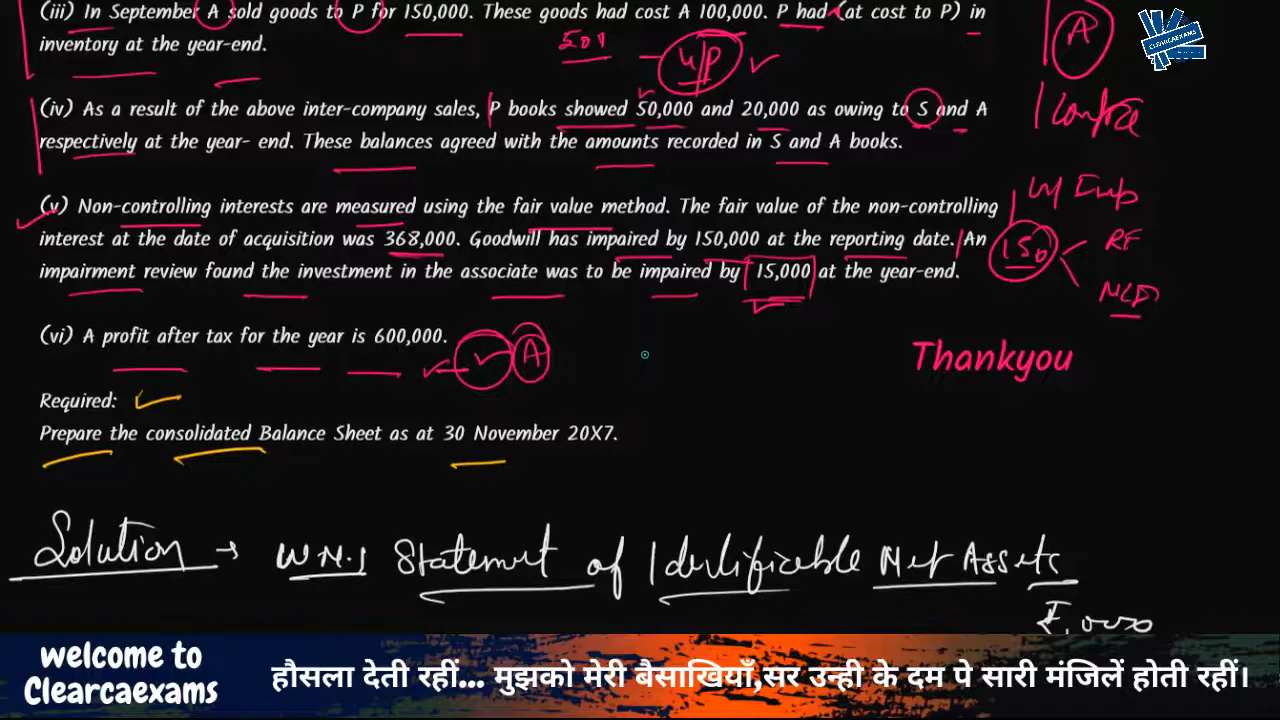 (iii) In September A sold goods to P for 150,000. These goods had cost A 100,000. P had (at cost to P) in
inventory at the year-end.
CLEARCAEXAMS
A
U/P
(iv) As a result of the above inter-company sales, P books showed 50,000 and 20,000 as owing to S and A
respectively at the year- end. These balances agreed with the amounts recorded in S and A books.
(v) Non-controlling interests are measured using the fair value method. The fair value of the non-controlling
interest at the date of acquisition was 368,000. Goodwill has impaired by 150,000 at the reporting date. An
impairment review found the investment in the associate was to be impaired by 15,000 at the year-end.
150
(vi) A profit after tax for the year is 600,000.
A
Thankyou
Required:
Prepare the consolidated Balance Sheet as at 30 November 20X7.
Solution → W.N.1 Statement of Identifiable Net Assets
welcome to
Clearcaexams
हौसला देती रहीं... मुझको मेरी बैसाखियाँ,सर उन्ही के दम पे सारी मंजिलें होती रहीं।